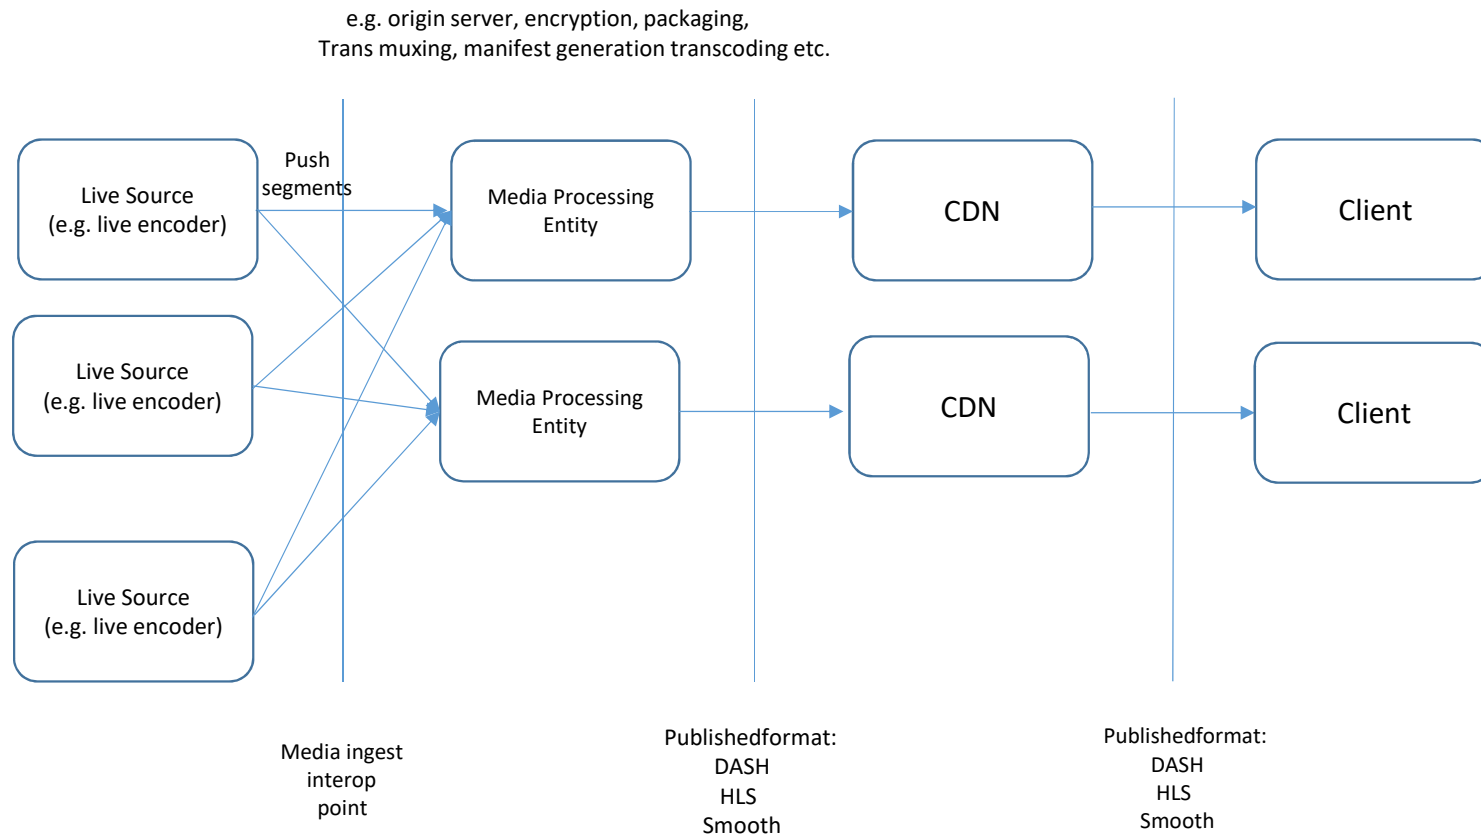 e.g. origin server, encryption, packaging,
Trans muxing, manifest generation transcoding etc.
Live Source
(e.g. live encoder)
Push
segments
Media Processing
Entity
CDN
Client
Live Source
(e.g. live encoder)
Media Processing
Entity
CDN
Client
Live Source
(e.g. live encoder)
Media ingest
interop
point
Publishedformat:
DASH
HLS
Smooth
Publishedformat:
DASH
HLS
Smooth